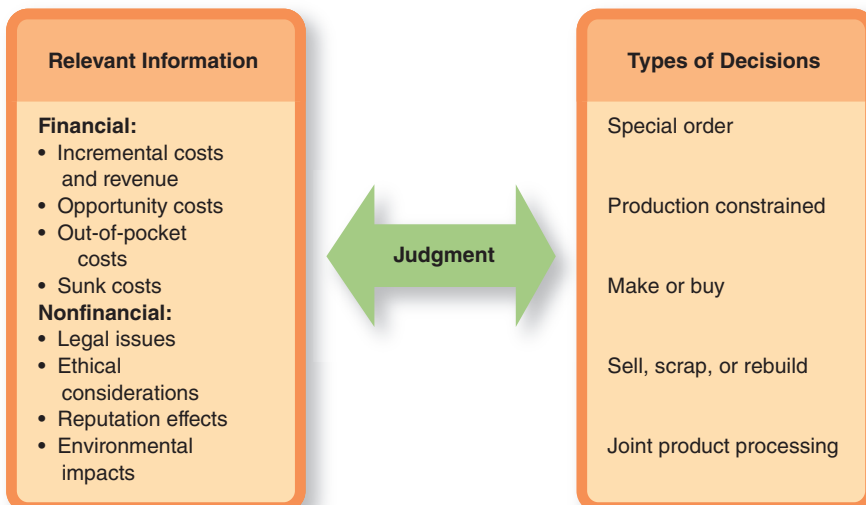 Relevant Information
Financial:
• Incremental costs
and revenue
• Opportunity costs
• Out-of-pocket
costs
• Sunk costs
Nonfinancial:
• Legal issues
• Ethical
considerations
• Reputation effects
• Environmental
impacts
Judgment
Types of Decisions
Special order
Production constrained
Make or buy
Sell, scrap, or rebuild
Joint product processing